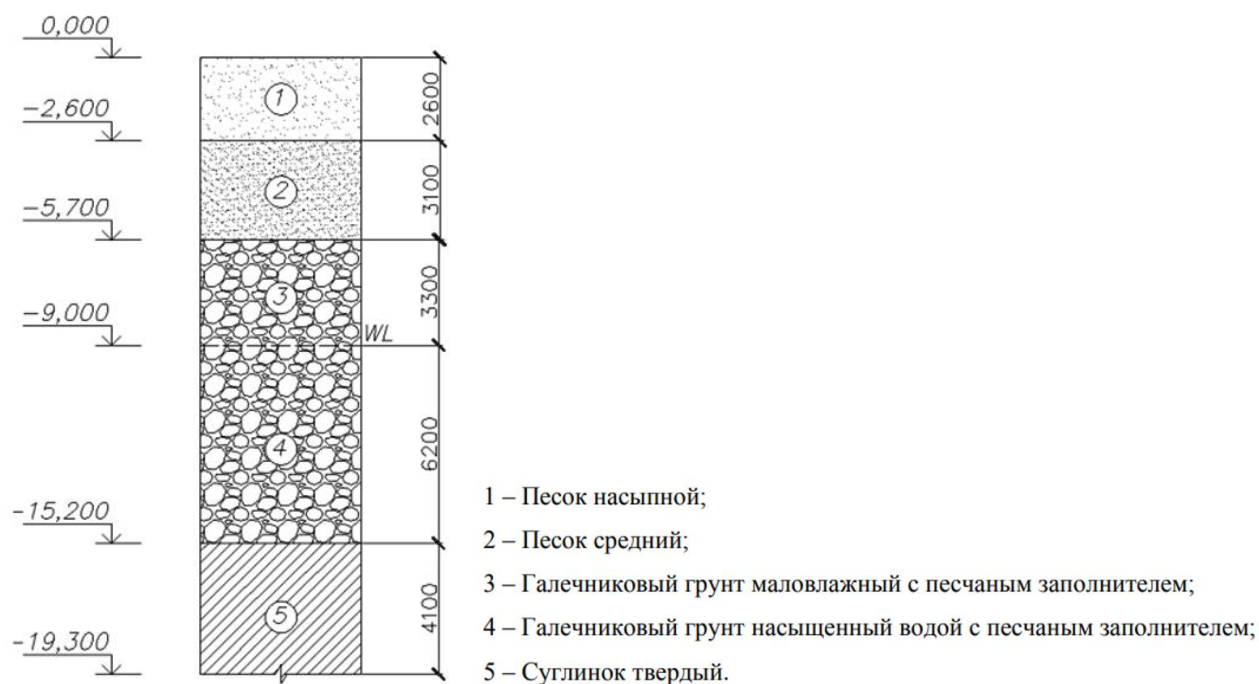 0,000
1
2600
-2,600
2
3100
-5,700
3
3300
-9,000
WL
4
6200
-15,200
5
4100
-19,300
1 – Песок насыпной;
2 – Песок средний;
3 – Галечниковый грунт маловлажный с песчаным заполнителем;
4 – Галечниковый грунт насыщенный водой с песчаным заполнителем;
5 – Суглинок твердый.